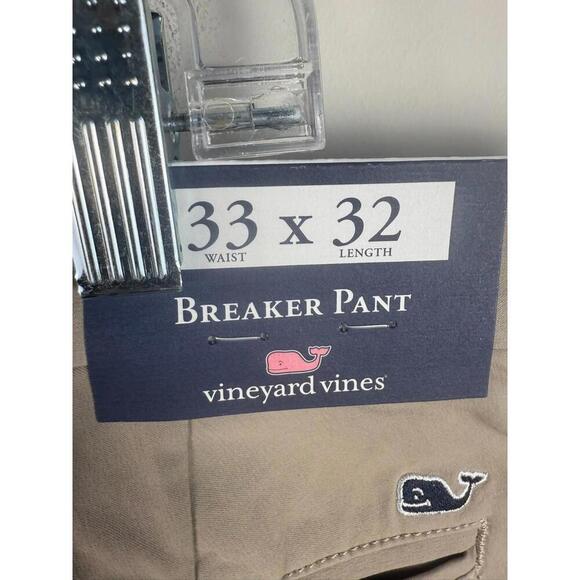 33 x 32
WAIST LENGTH
BREAKER PANT
vineyard vines®